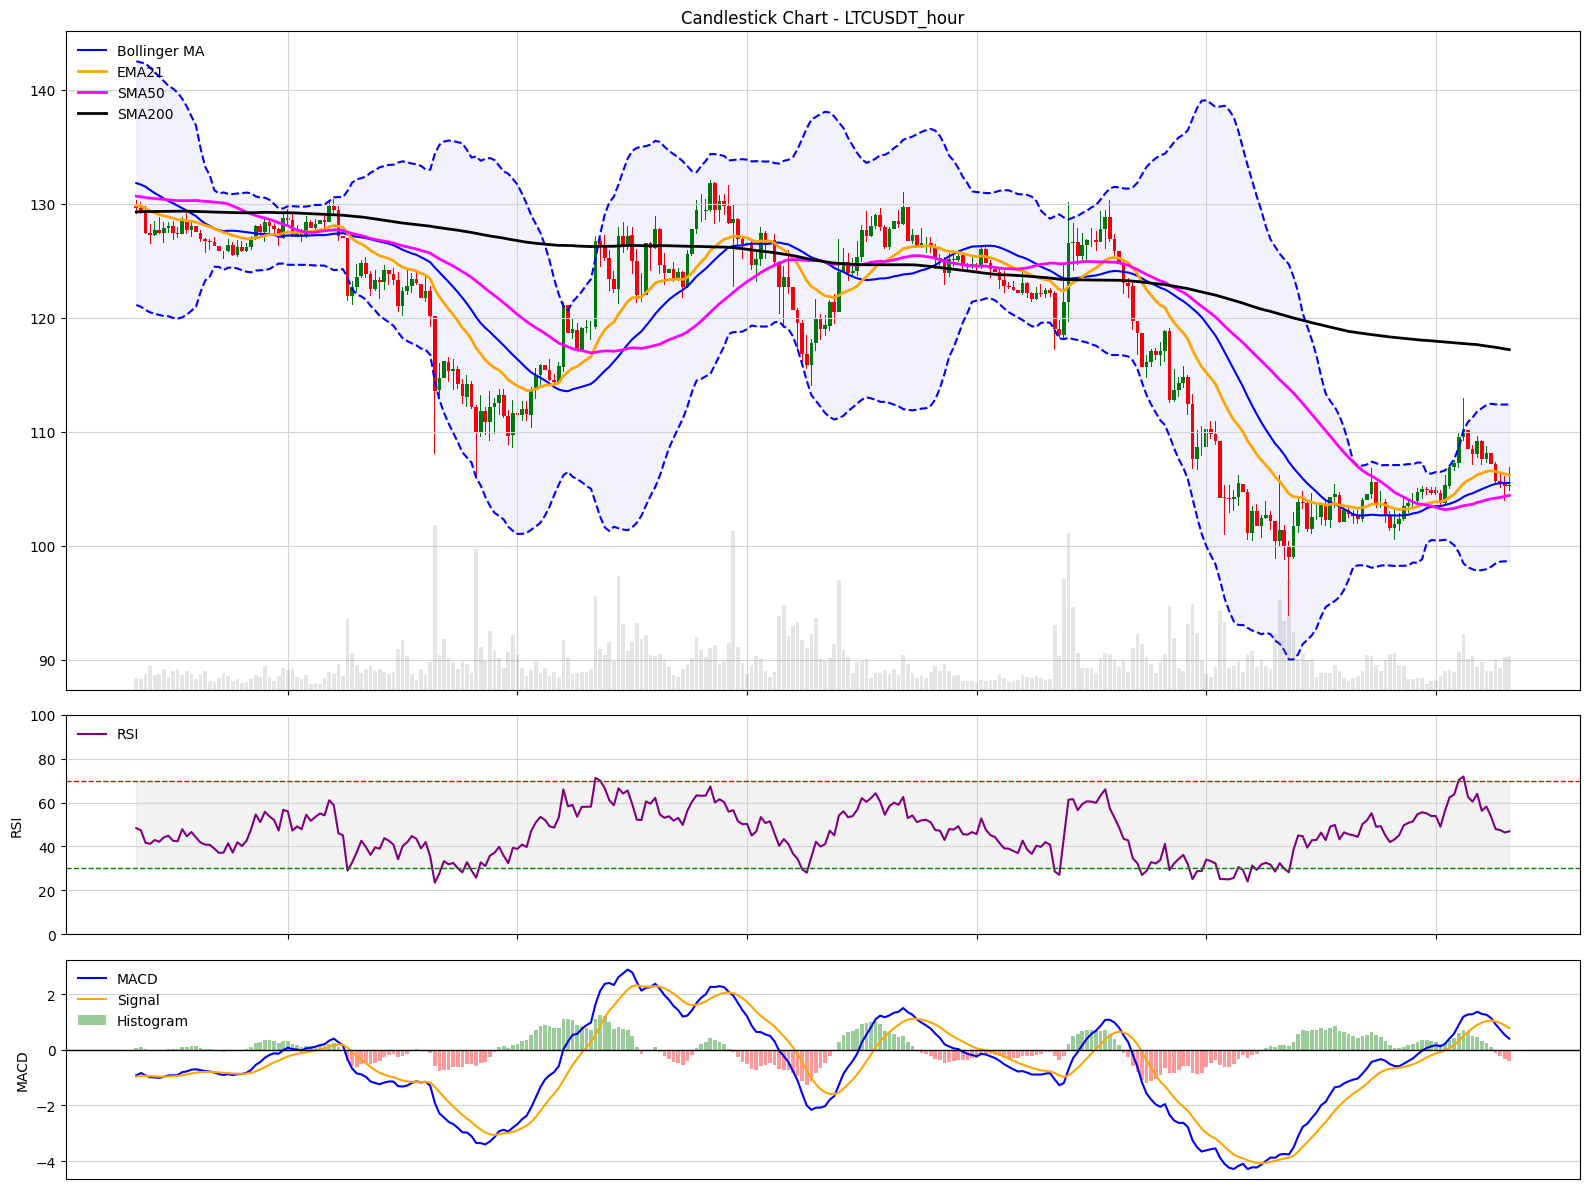 Candlestick Chart - LTCUSDT_hour
Bollinger MA
EMA21
SMA50
SMA200
140
130
120
110
100
90
RSI
100
80
60
40
20
0
RSI
MACD
Signal
Histogram
2
0
−2
−4
MACD